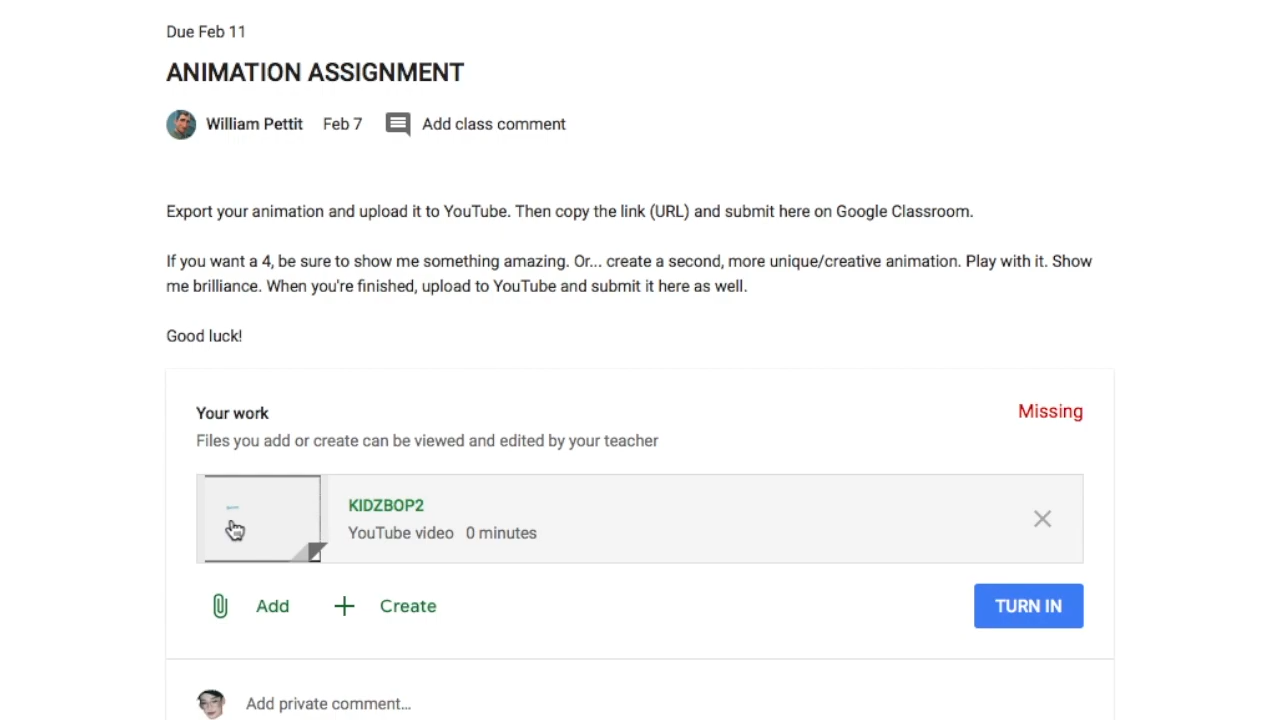 Due Feb 11
ANIMATION ASSIGNMENT
William Pettit Feb 7 Add class comment
Export your animation and upload it to YouTube. Then copy the link (URL) and submit here on Google Classroom.
If you want a 4, be sure to show me something amazing. Or... create a second, more unique/creative animation. Play with it. Show
me brilliance. When you're finished, upload to YouTube and submit it here as well.
Good luck!
Your work Missing
Files you add or create can be viewed and edited by your teacher
KIDZBOP2
YouTube video 0 minutes
Add Create TURN IN
Add private comment...